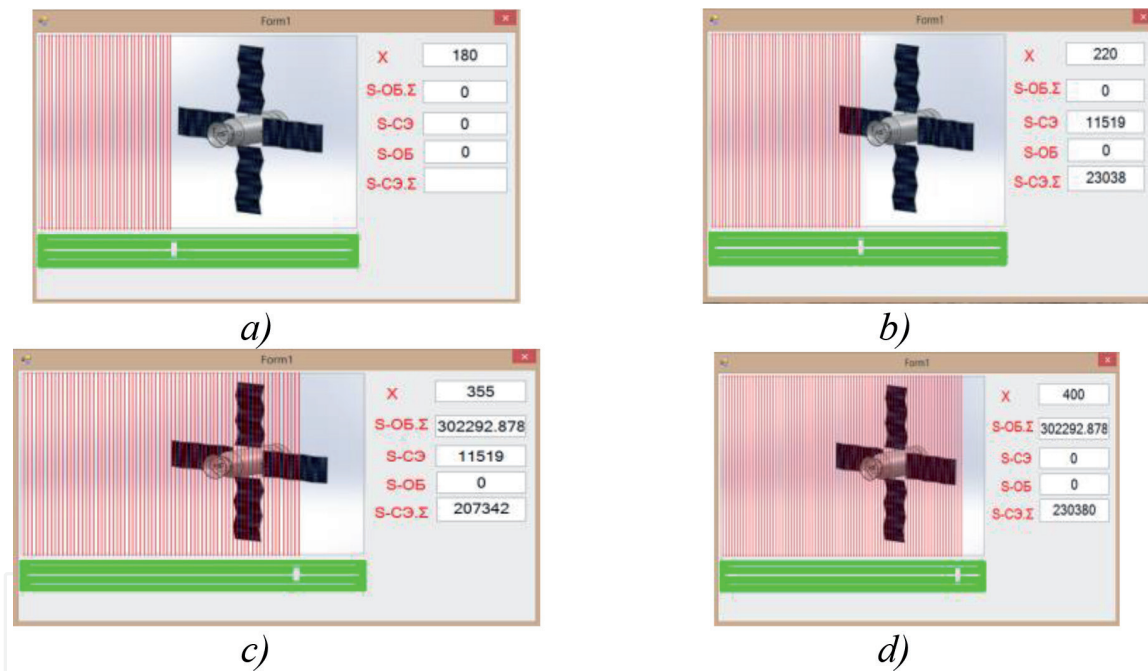 Form1
X 180
S-ОБ.Σ 0
S-СЭ 0
S-ОБ 0
S-СЭ.Σ
a)
Form1
X 220
S-ОБ.Σ 0
S-СЭ 11519
S-ОБ 0
S-СЭ.Σ 23038
b)
Form1
X 355
S-ОБ.Σ 302292.878
S-СЭ 11519
S-ОБ 0
S-СЭ.Σ 207342
c)
Form1
X 400
S-ОБ.Σ 302292.878
S-СЭ 0
S-ОБ 0
S-СЭ.Σ 230380
d)